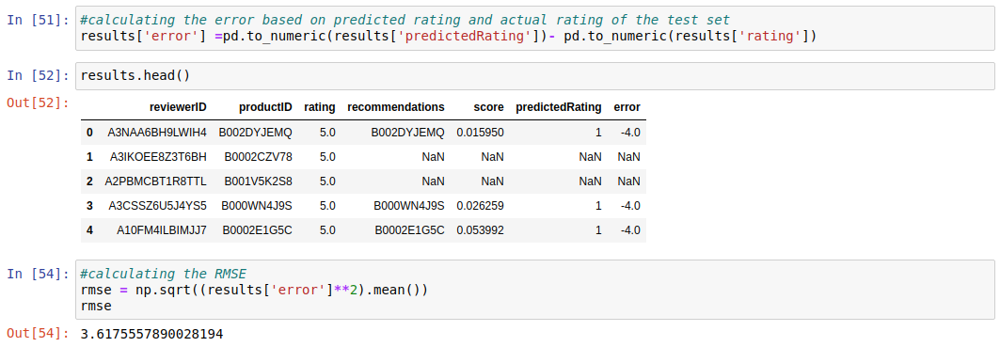 In [51]: #calculating the error based on predicted rating and actual rating of the test set
results['error'] =pd.to_numeric(results['predictedRating'])- pd.to_numeric(results['rating'])
In [52]: results.head()
Out[52]:
reviewerID productID rating recommendations score predictedRating error
0 A3NAA6BH9LWIH4 B002DYJEMQ 5.0 B002DYJEMQ 0.015950 1 -4.0
1 A3IKOEE8Z3T6BH B0002CZV78 5.0 NaN NaN NaN NaN
2 A2PBMCBT1R8TTL B001V5K2S8 5.0 NaN NaN NaN NaN
3 A3CSSZ6U5J4YS5 B000WN4J9S 5.0 B000WN4J9S 0.026259 1 -4.0
4 A10FM4ILBIMJJ7 B0002E1G5C 5.0 B0002E1G5C 0.053992 1 -4.0
In [54]: #calculating the RMSE
rmse = np.sqrt((results['error']**2).mean())
rmse
Out[54]: 3.6175557890028194